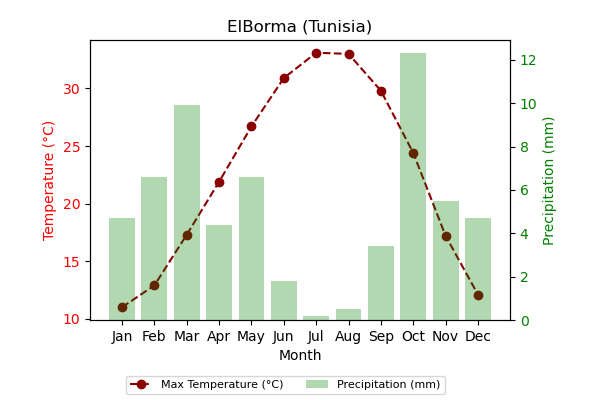 ElBorma (Tunisia)
Temperature (°C)
30
25
20
15
10
12
10
8
6
4
2
0
Precipitation (mm)
Jan Feb Mar Apr May Jun Jul Aug Sep Oct Nov Dec
Month
Max Temperature (°C) Precipitation (mm)